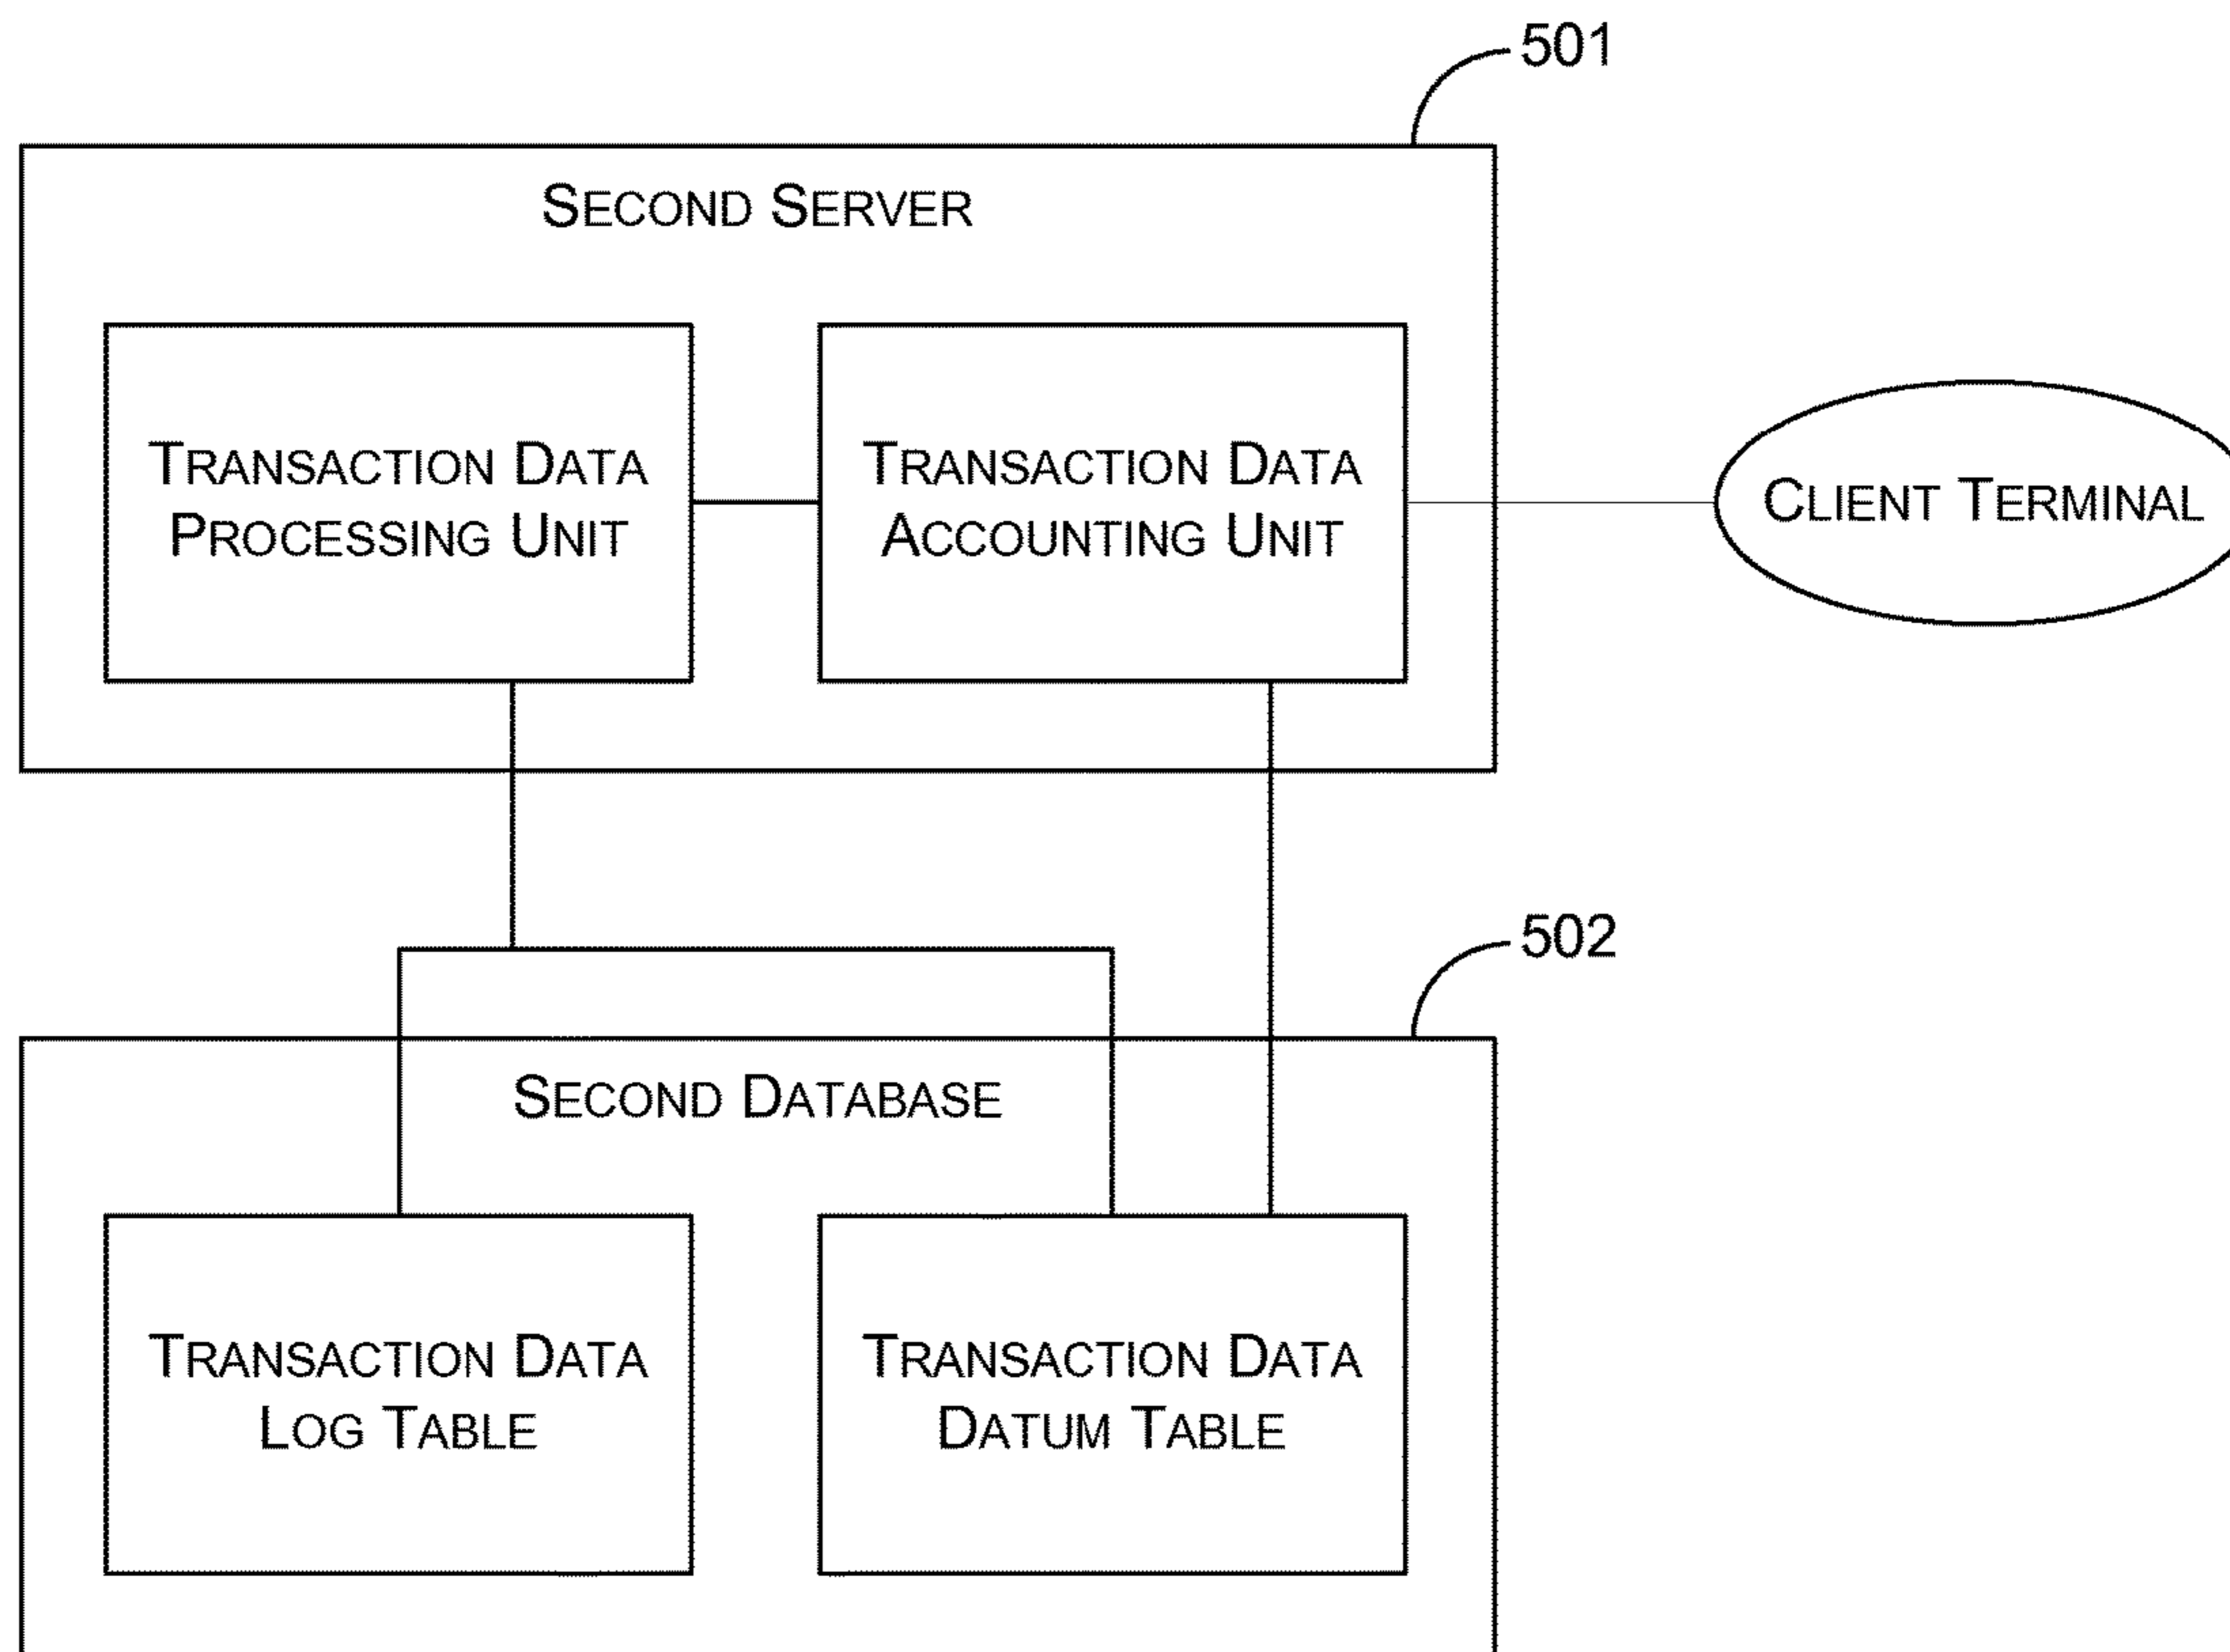 501
SECOND SERVER
TRANSACTION DATA
PROCESSING UNIT
TRANSACTION DATA
ACCOUNTING UNIT
CLIENT TERMINAL
502
SECOND DATABASE
TRANSACTION DATA
LOG TABLE
TRANSACTION DATA
DATUM TABLE